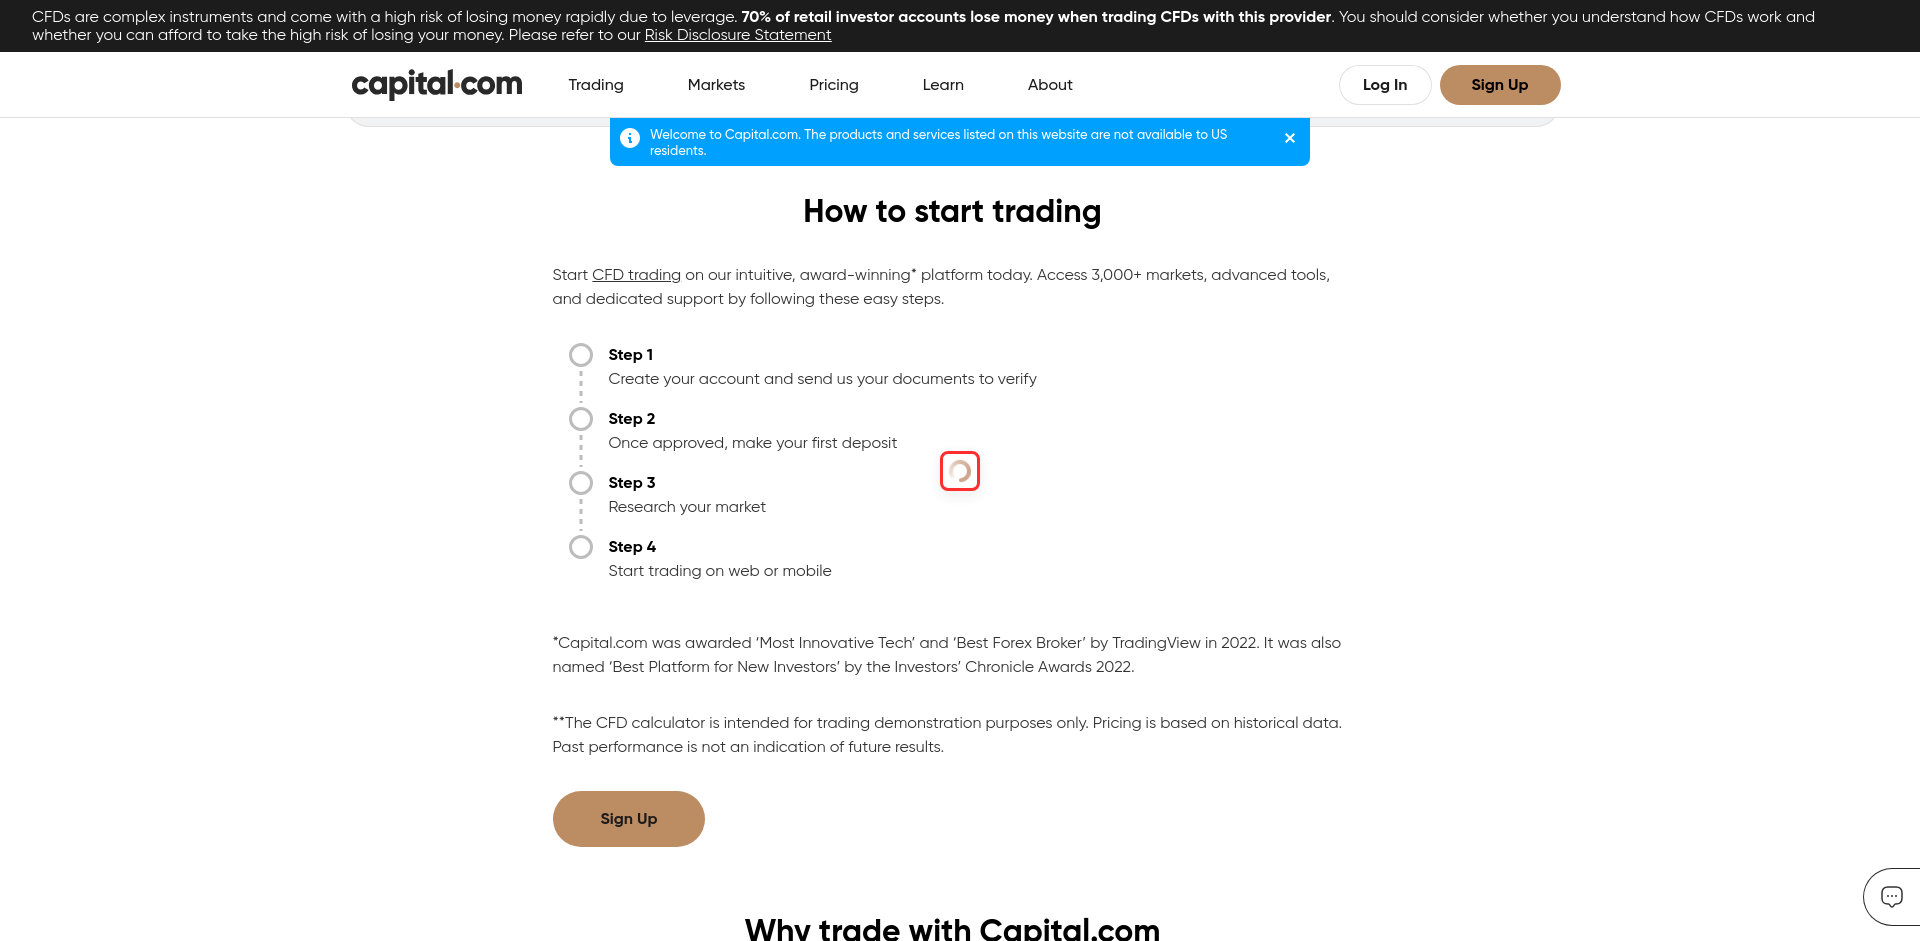 CFDs are complex instruments and come with a high risk of losing money rapidly due to leverage. 70% of retail investor accounts lose money when trading CFDs with this provider. You should consider whether you understand how CFDs work and
whether you can afford to take the high risk of losing your money. Please refer to our Risk Disclosure Statement
capital.com
Trading
Markets
Pricing
Learn
About
Log In
Sign Up
Welcome to Capital.com. The products and services listed on this website are not available to US
residents.
How to start trading
Start CFD trading on our intuitive, award-winning* platform today. Access 3,000+ markets, advanced tools,
and dedicated support by following these easy steps.
Step 1
Create your account and send us your documents to verify
Step 2
Once approved, make your first deposit
Step 3
Research your market
Step 4
Start trading on web or mobile
*Capital.com was awarded ‘Most Innovative Tech’ and ‘Best Forex Broker’ by TradingView in 2022. It was also
named ‘Best Platform for New Investors’ by the Investors’ Chronicle Awards 2022.
**The CFD calculator is intended for trading demonstration purposes only. Pricing is based on historical data.
Past performance is not an indication of future results.
Sign Up
Why trade with Capital.com